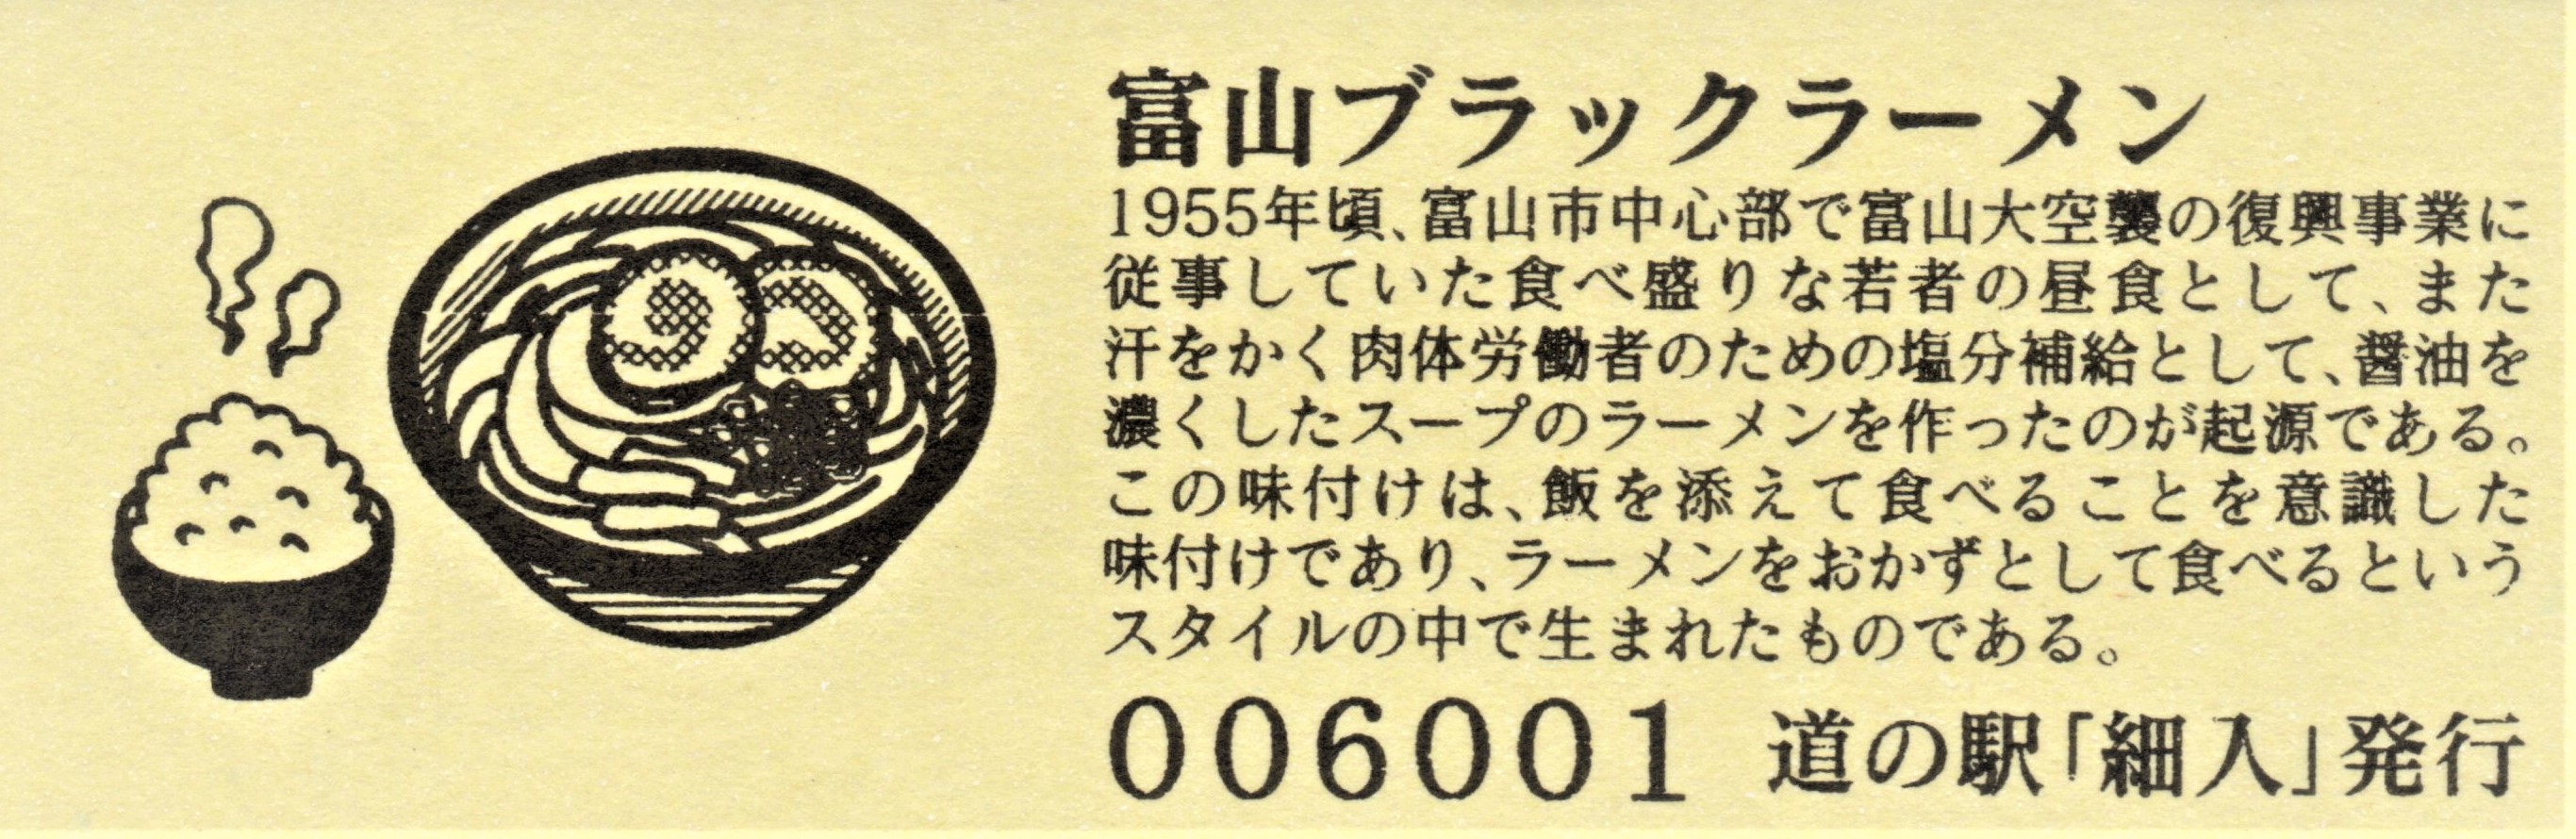 富山ブラックラーメン
1955年頃、富山市中心部で富山大空襲の復興事業に
従事していた食べ盛りな若者の昼食として、また
汗をかく肉体労働者のための塩分補給として、醤油を
濃くしたスープのラーメンを作ったのが起源である。
この味付けは、飯を添えて食べることを意識した
味付けであり、ラーメンをおかずとして食べるという
スタイルの中で生まれたものである。
006001 道の駅「細入」発行